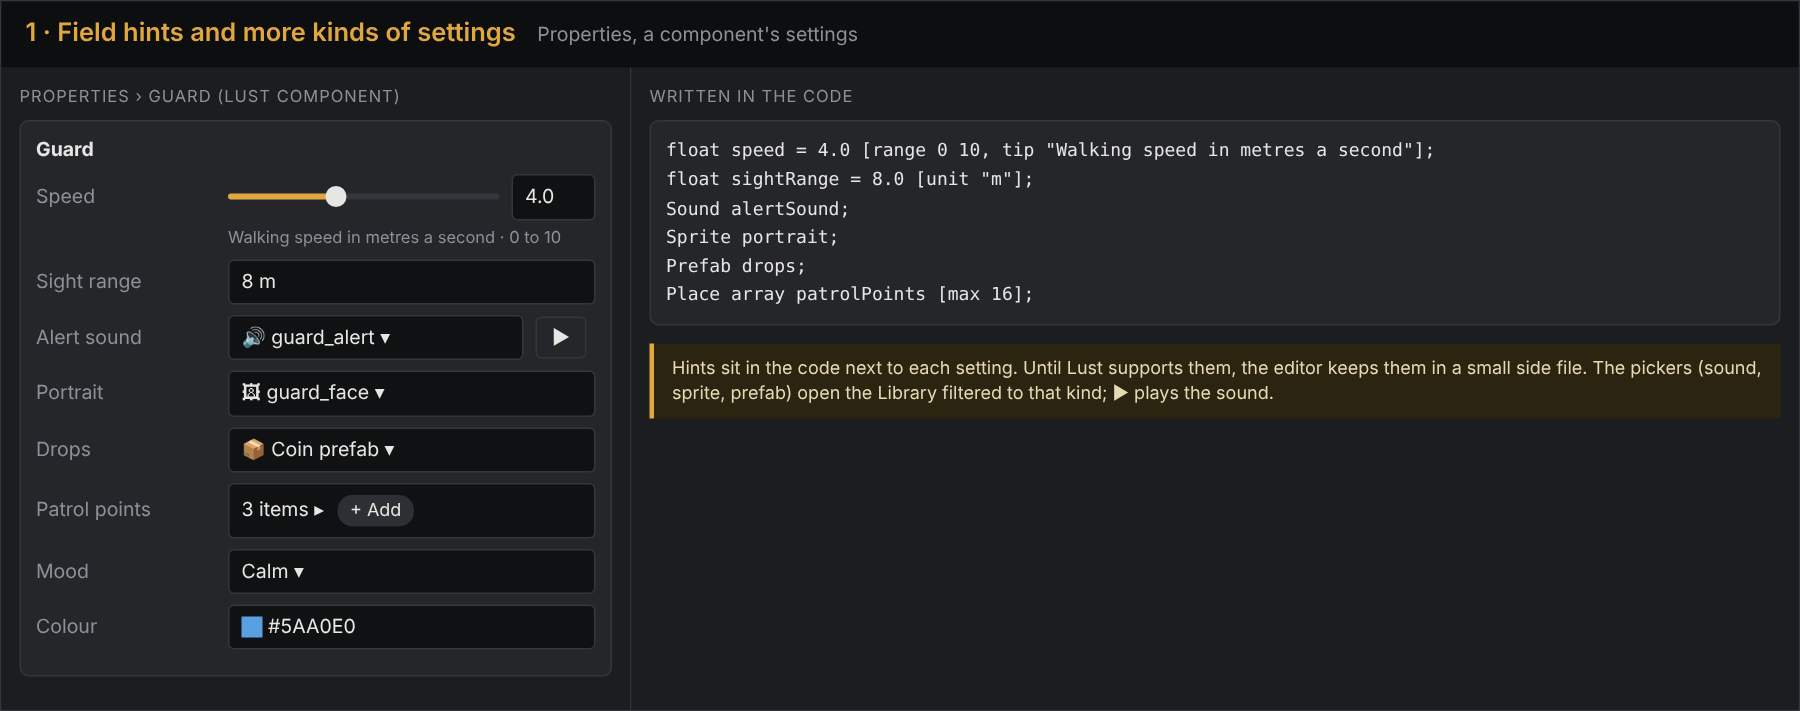 1 · Field hints and more kinds of settings Properties, a component's settings
PROPERTIES › GUARD (LUST COMPONENT)
Guard
Speed 4.0
Walking speed in metres a second · 0 to 10
Sight range 8 m
Alert sound 🔊 guard_alert ▾ ▶
Portrait 🖼 guard_face ▾
Drops 📦 Coin prefab ▾
Patrol points 3 items ▸ + Add
Mood Calm ▾
Colour #5AA0E0
WRITTEN IN THE CODE
float speed = 4.0 [range 0 10, tip "Walking speed in metres a second"];
float sightRange = 8.0 [unit "m"];
Sound alertSound;
Sprite portrait;
Prefab drops;
Place array patrolPoints [max 16];
Hints sit in the code next to each setting. Until Lust supports them, the editor keeps them in a small side file. The pickers (sound,
sprite, prefab) open the Library filtered to that kind; ▶ plays the sound.